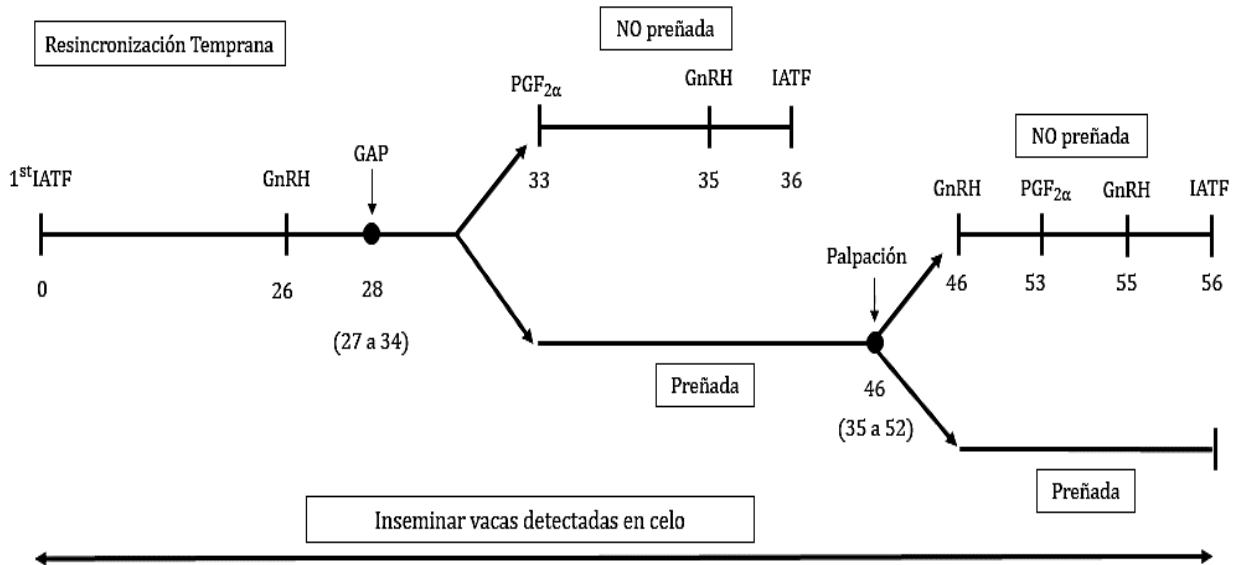 Resincronización Temprana
NO preñada
PGF2α
GnRH
IATF
33
35
36
1stIATF
GnRH
GAP
0
26
28
(27 a 34)
NO preñada
GnRH
PGF2α
GnRH
IATF
46
53
55
56
Palpación
46
(35 a 52)
Preñada
Preñada
Inseminar vacas detectadas en celo